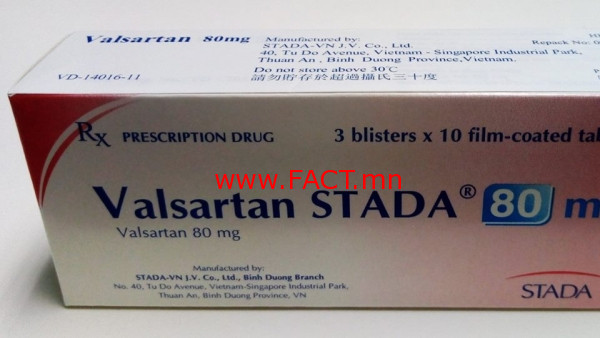 Valsartan 80mg
Manufactured by:
STADA-VN J.V. Co., Ltd.
40, Tu Do Avenue, Vietnam - Singapore Industrial Park,
Thuan An, Binh Duong Province, Vietnam.
Do not store above 30℃
請勿貯存於超過攝氏三十度
VD-14016-11
Repack No:
Rx PRESCRIPTION DRUG
3 blisters x 10 film-coated
www.FACT.mn
Valsartan STADA® 80
Valsartan 80 mg
Manufactured by:
STADA-VN J.V. Co., Ltd., Binh Duong Branch
No. 40, Tu Do Avenue, Vietnam-Singapore Industrial Park,
Thuan An, Binh Duong Province, VN
STADA